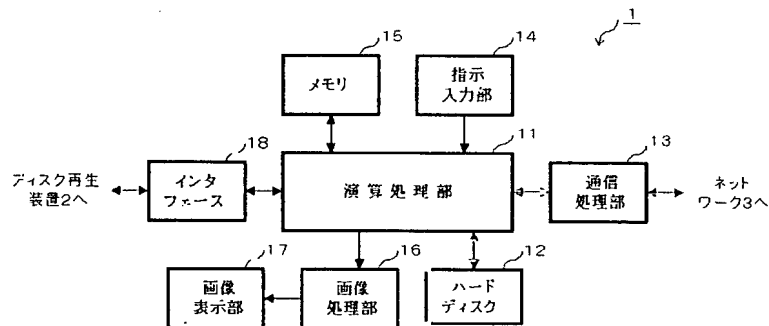 1
15
メモリ
14
指示
入力部
18
インタ
フェース
ディスク再生
装置2へ
11
演算処理部
13
通信
処理部
ネット
ワーク3へ
17
画像
表示部
16
画像
処理部
12
ハード
ディスク